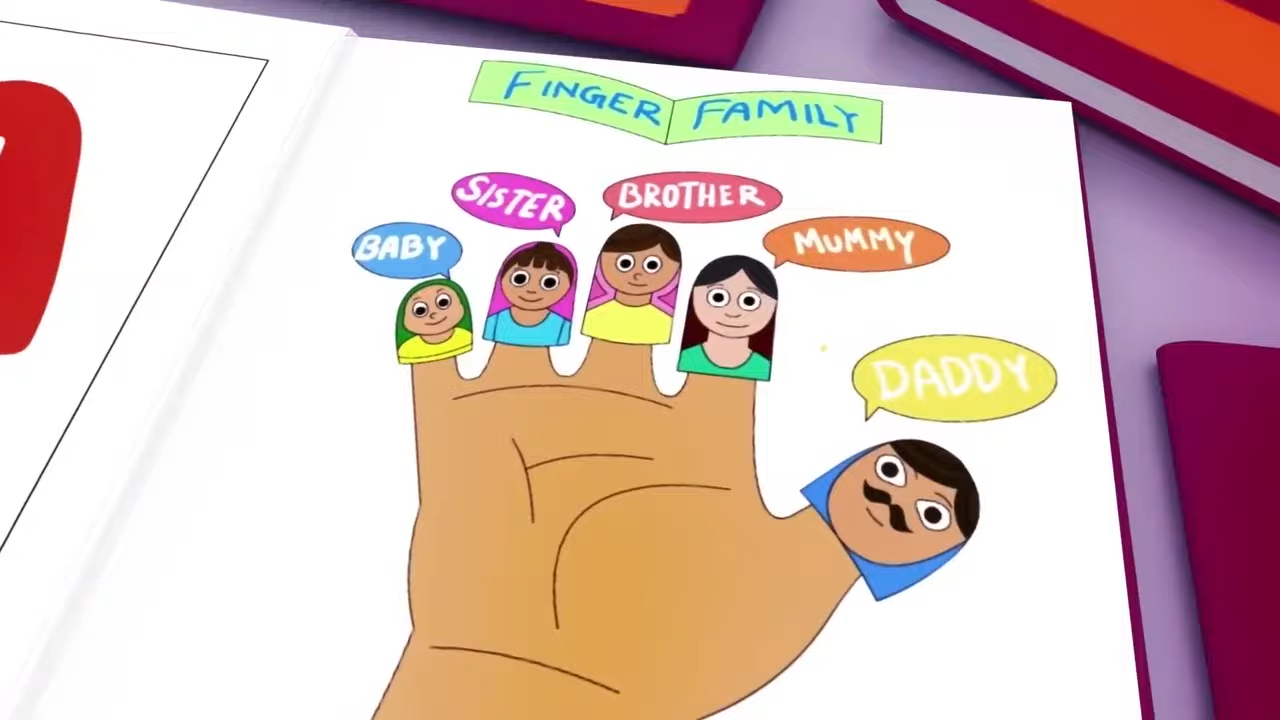 FINGER FAMILY
BABY
SISTER
BROTHER
MUMMY
DADDY